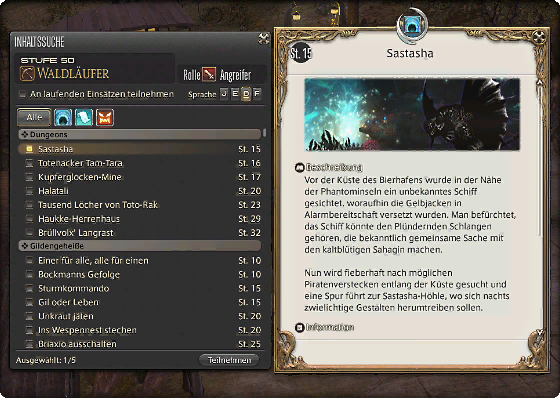 INHALTSSUCHE
STUFE 50
WALDLÄUFER
Rolle Angreifer
An laufenden Einsätzen teilnehmen
Sprache J E D F
Alle
Dungeons
Sastasha St. 15
Totenacker Tam-Tara St. 16
Kupferglocken-Mine St. 17
Halatali St. 20
Tausend Löcher von Toto-Rak St. 23
Haukke-Herrenhaus St. 29
Brüllvolx' Langrast St. 32
Gildengeheiße
Einer für alle, alle für einen St. 10
Bockmanns Gefolge St. 10
Sturmkommando St. 15
Gil oder Leben St. 15
Unkraut jäten St. 20
Ins Wespennest stechen St. 20
Briaxio ausschalten St. 25
Ausgewählt: 1/5
Teilnehmen
St. 15
Sastasha
Beschreibung
Vor der Küste des Bierhafens wurde in der Nähe
der Phantominseln ein unbekanntes Schiff
gesichtet, woraufhin die Gelbjacken in
Alarmbereitschaft versetzt wurden. Man befürchtet,
das Schiff könnte den Plündernden Schlangen
gehören, die bekanntlich gemeinsame Sache mit
den kaltblütigen Sahagin machen.
Nun wird fieberhaft nach möglichen
Piratenverstecken entlang der Küste gesucht und
eine Spur führt zur Sastasha-Höhle, wo sich nachts
zwielichtige Gestalten herumtreiben sollen.
Information